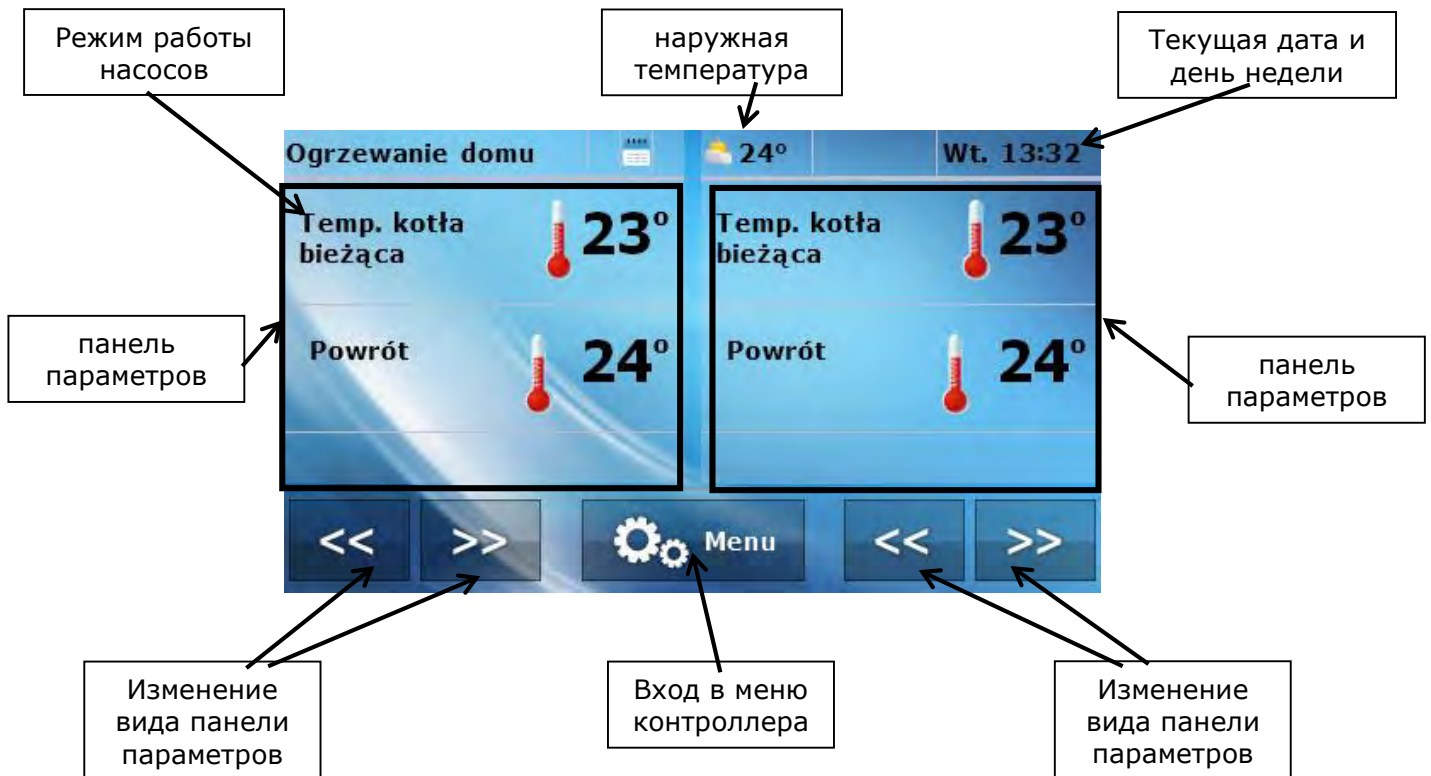 Режим работы
насосов
наружная
температура
Текущая дата и
день недели
Ogrzewanie domu
24°
Wt. 13:32
Temp. kotła
bieżąca
23°
Temp. kotła
bieżąca
23°
панель
параметров
Powrót
24°
Powrót
24°
панель
параметров
<<
>>
Menu
<<
>>
Изменение
вида панели
параметров
Вход в меню
контроллера
Изменение
вида панели
параметров